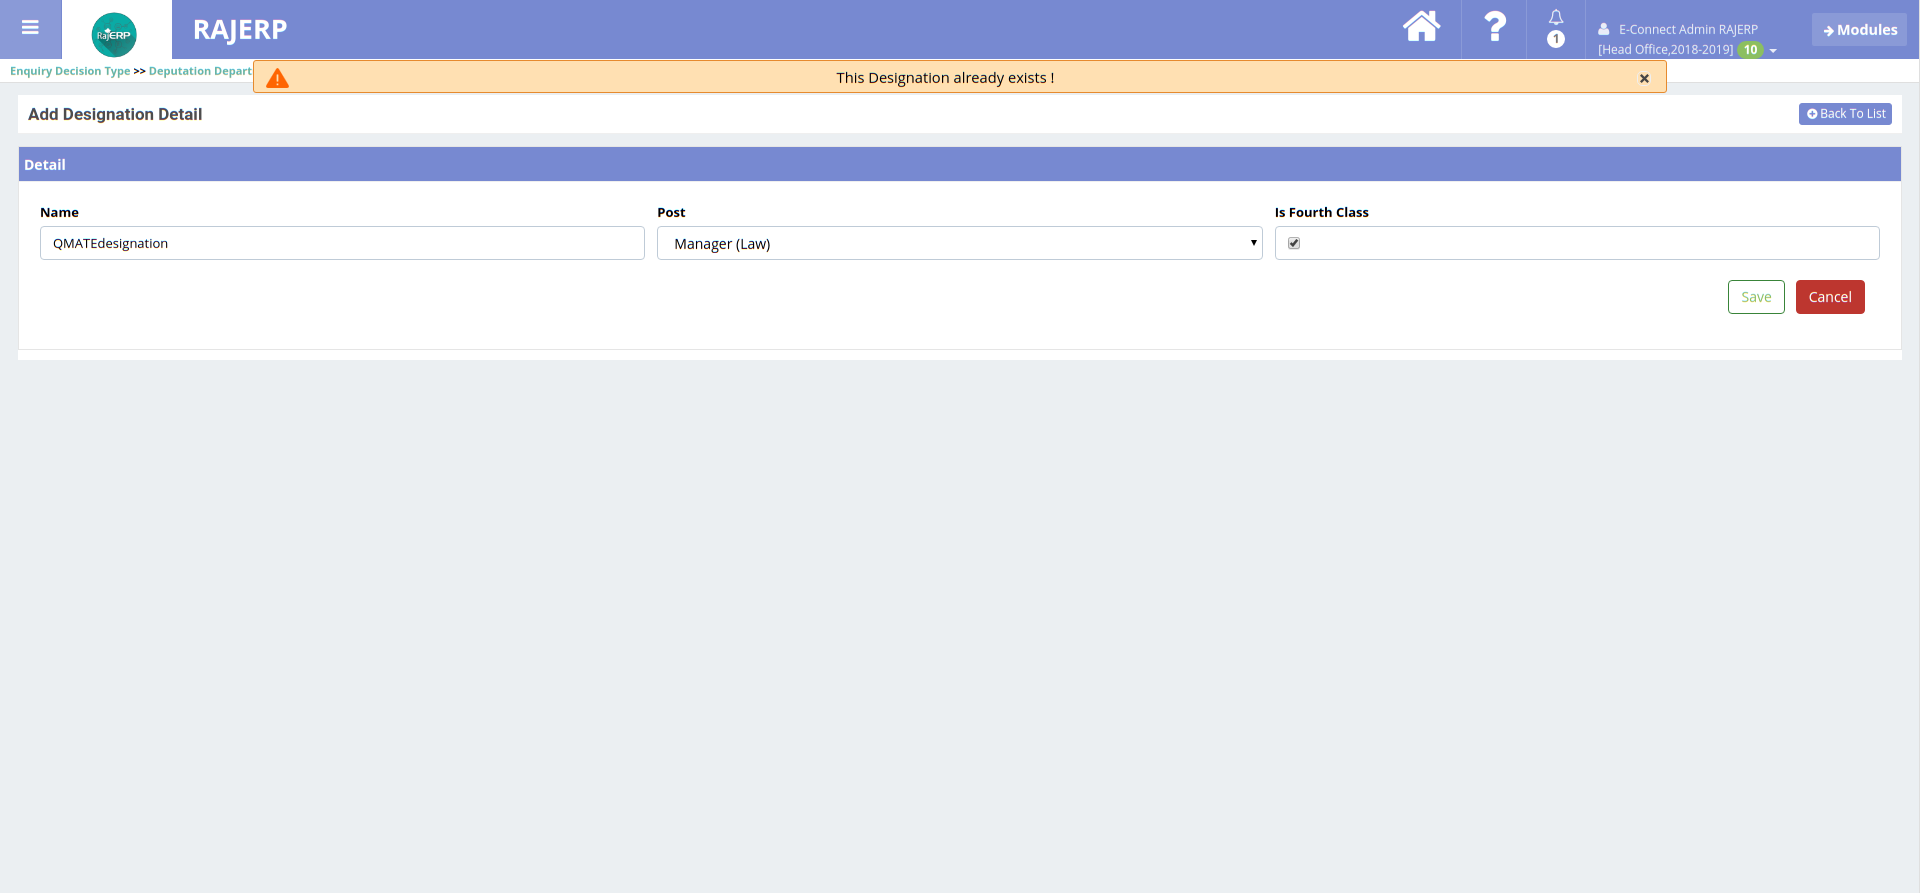 RajERP
RAJERP
1
E-Connect Admin RAJERP
[Head Office,2018-2019] 10
Modules
Enquiry Decision Type >> Deputation Depart
This Designation already exists !
×
Add Designation Detail
Back To List
Detail
Name
Post
Is Fourth Class
QMATEdesignation
Manager (Law)
Save
Cancel